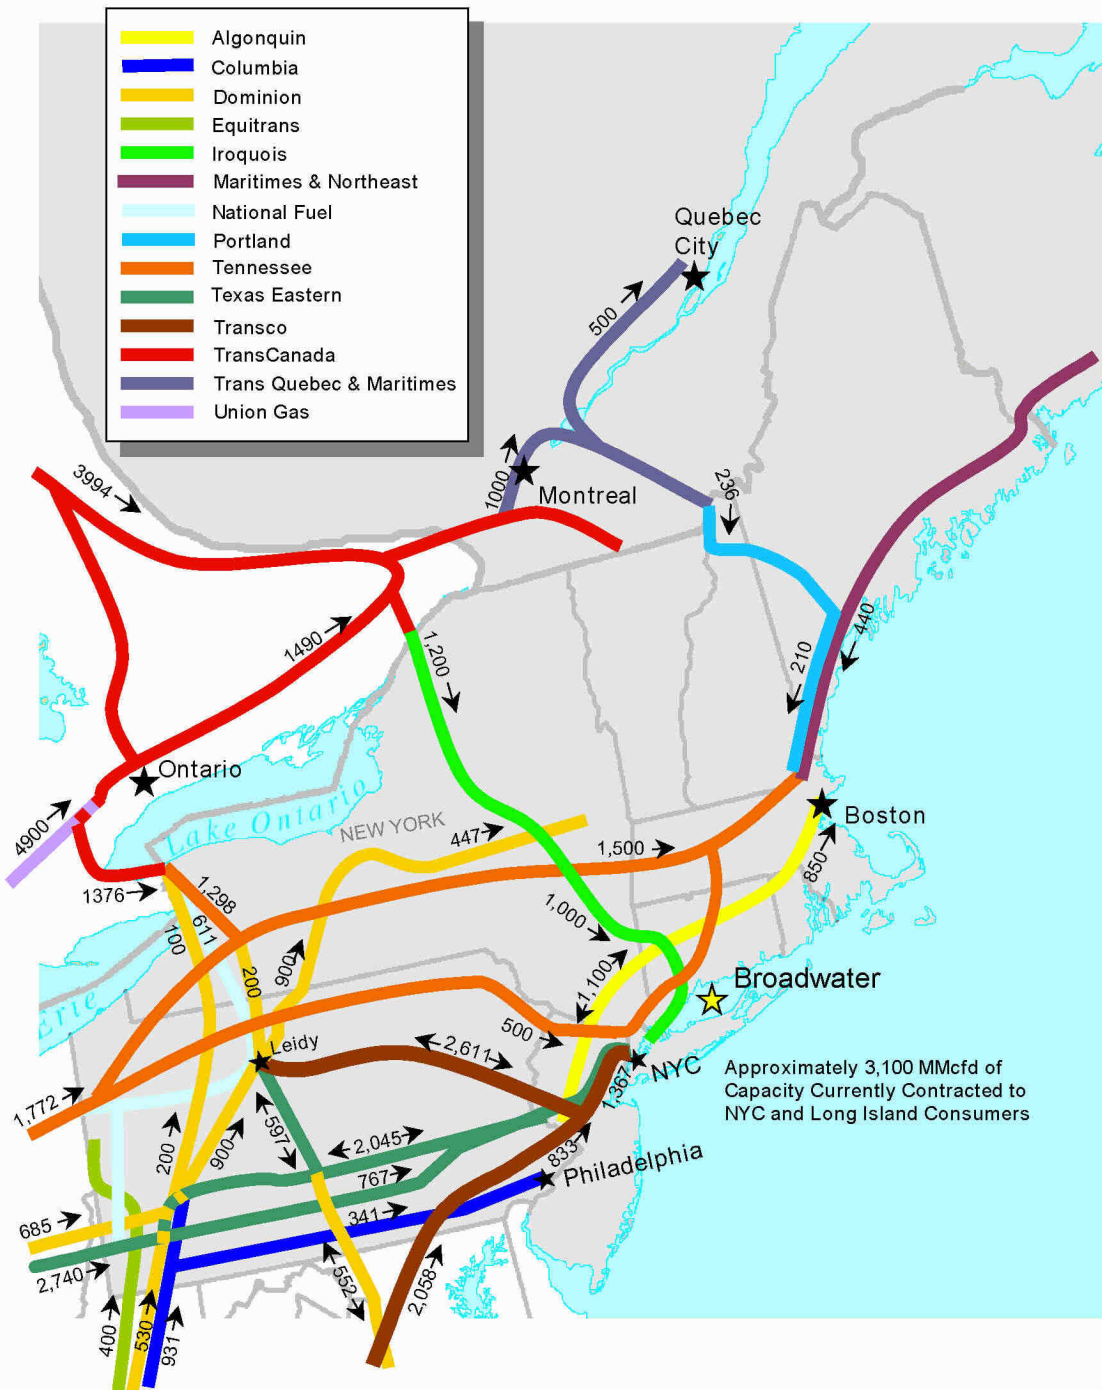 Algonquin
Columbia
Dominion
Equitrans
Iroquois
Maritimes & Northeast
National Fuel
Portland
Tennessee
Texas Eastern
Transco
TransCanada
Trans Quebec & Maritimes
Union Gas
Quebec
City
500
1000
Montreal
236
3994
440
1490
1,200
210
Ontario
4900
Lake Ontario
NEW YORK
447
1,500
Boston
850
1376
1,298
611
100
1,000
900
200
1,100
Broadwater
Erie
500
Leidy
2,611
NYC
1,367
Approximately 3,100 MMcfd of
Capacity Currently Contracted to
NYC and Long Island Consumers
1,772
597
200
900
2,045
833
767
Philadelphia
685
341
2,740
552
2,058
400
530
931